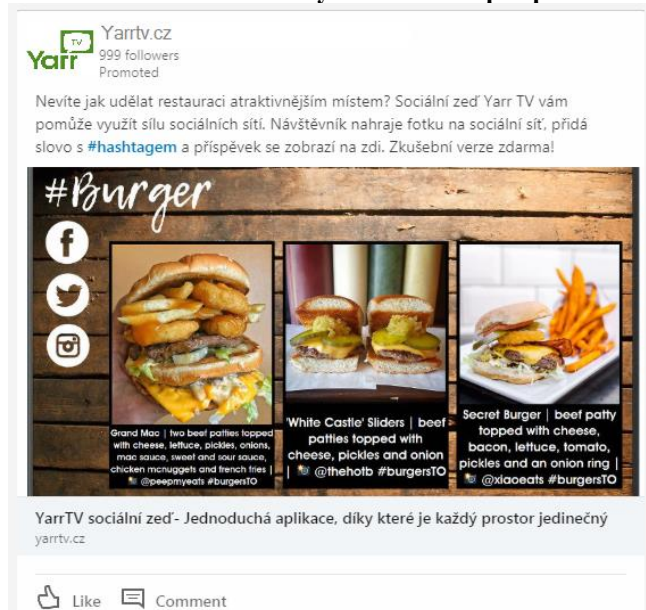 Yarr TV
Yarrtv.cz
999 followers
Promoted
Nevíte jak udělat restauraci atraktivnějším místem? Sociální zeď Yarr TV vám
pomůže využít sílu sociálních sítí. Návštěvník nahraje fotku na sociální síť, přidá
slovo s #hashtagem a příspěvek se zobrazí na zdi. Zkušební verze zdarma!
#Burger
Grand Mac | two beef patties topped
with cheese, lettuce, pickles, onions,
mac sauce, sweet and sour sauce,
chicken mcnuggets and french fries |
@peepmyeats #burgersTO
'White Castle' Sliders | beef
patties topped with
cheese, pickles and onion
| @thehotb #burgersTO
Secret Burger | beef patty
topped with cheese,
bacon, lettuce, tomato,
pickles and an onion ring |
@xiaoeats #burgersTO
YarrTV sociální zeď- Jednoduchá aplikace, díky které je každý prostor jedinečný
yarrtv.cz
Like Comment